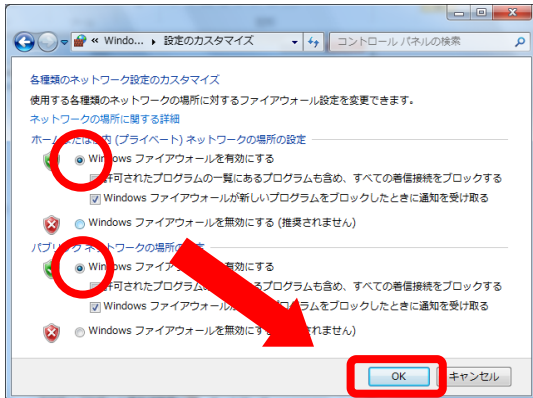 « Windo... ▸ 設定のカスタマイズ
コントロール パネルの検索
各種類のネットワーク設定のカスタマイズ
使用する各種類のネットワークの場所に対するファイアウォール設定を変更できます。
ネットワークの場所に関する詳細
ホームまたは社内 (プライベート) ネットワークの場所の設定
Windows ファイアウォールを有効にする
許可されたプログラムの一覧にあるプログラムも含め、すべての着信接続をブロックする
Windows ファイアウォールが新しいプログラムをブロックしたときに通知を受け取る
Windows ファイアウォールを無効にする (推奨されません)
パブリック ネットワークの場所の設定
Windows ファイアウォールを有効にする
許可されたプログラムの にあるプログラムも含め、すべての着信接続をブロックする
Windows ファイアウォールが プログラムをブロックしたときに通知を受け取る
Windows ファイアウォールを無効にする されません)
OK
キャンセル